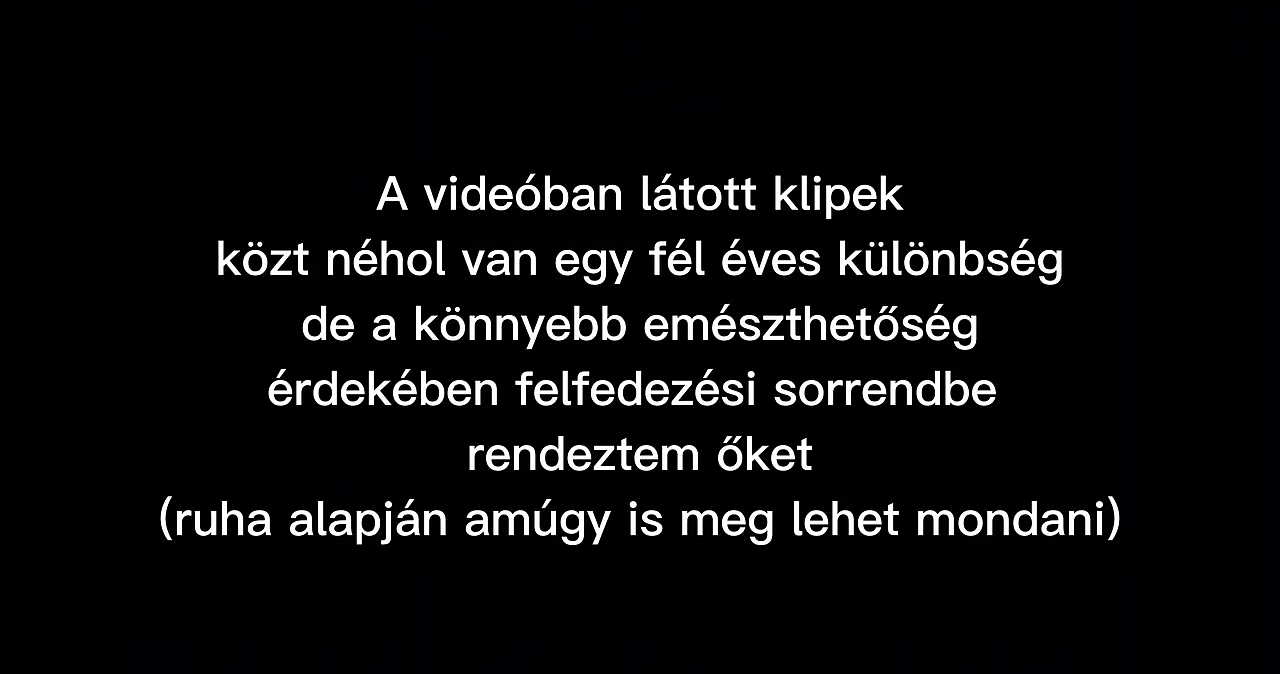 A videóban látott klipek
közt néhol van egy fél éves különbség
de a könnyebb emészthetőség
érdekében felfedezési sorrendbe
rendeztem őket
(ruha alapján amúgy is meg lehet mondani)